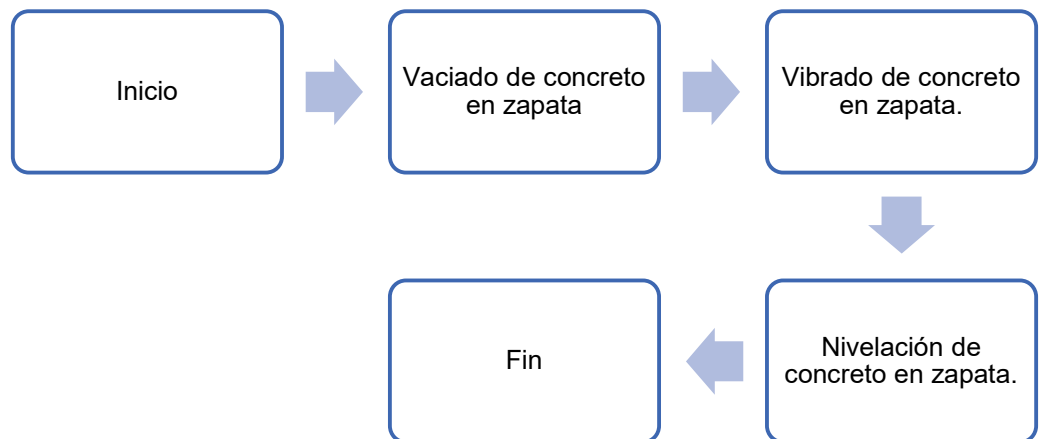 Inicio
Vaciado de concreto
en zapata
Vibrado de concreto
en zapata.
Nivelación de
concreto en zapata.
Fin